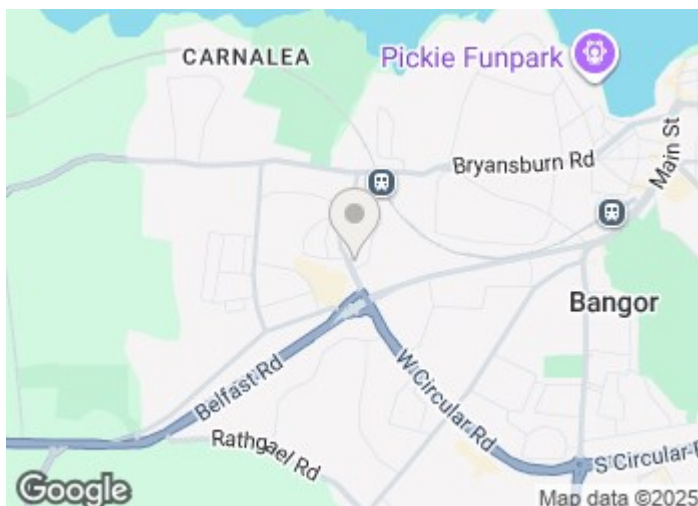 CARNALEA
Pickie Funpark
Main St
Bryansburn Rd
Bangor
Belfast Rd
W Circular Rd
Rathgael Rd
S Circular
Google
Map data ©2025